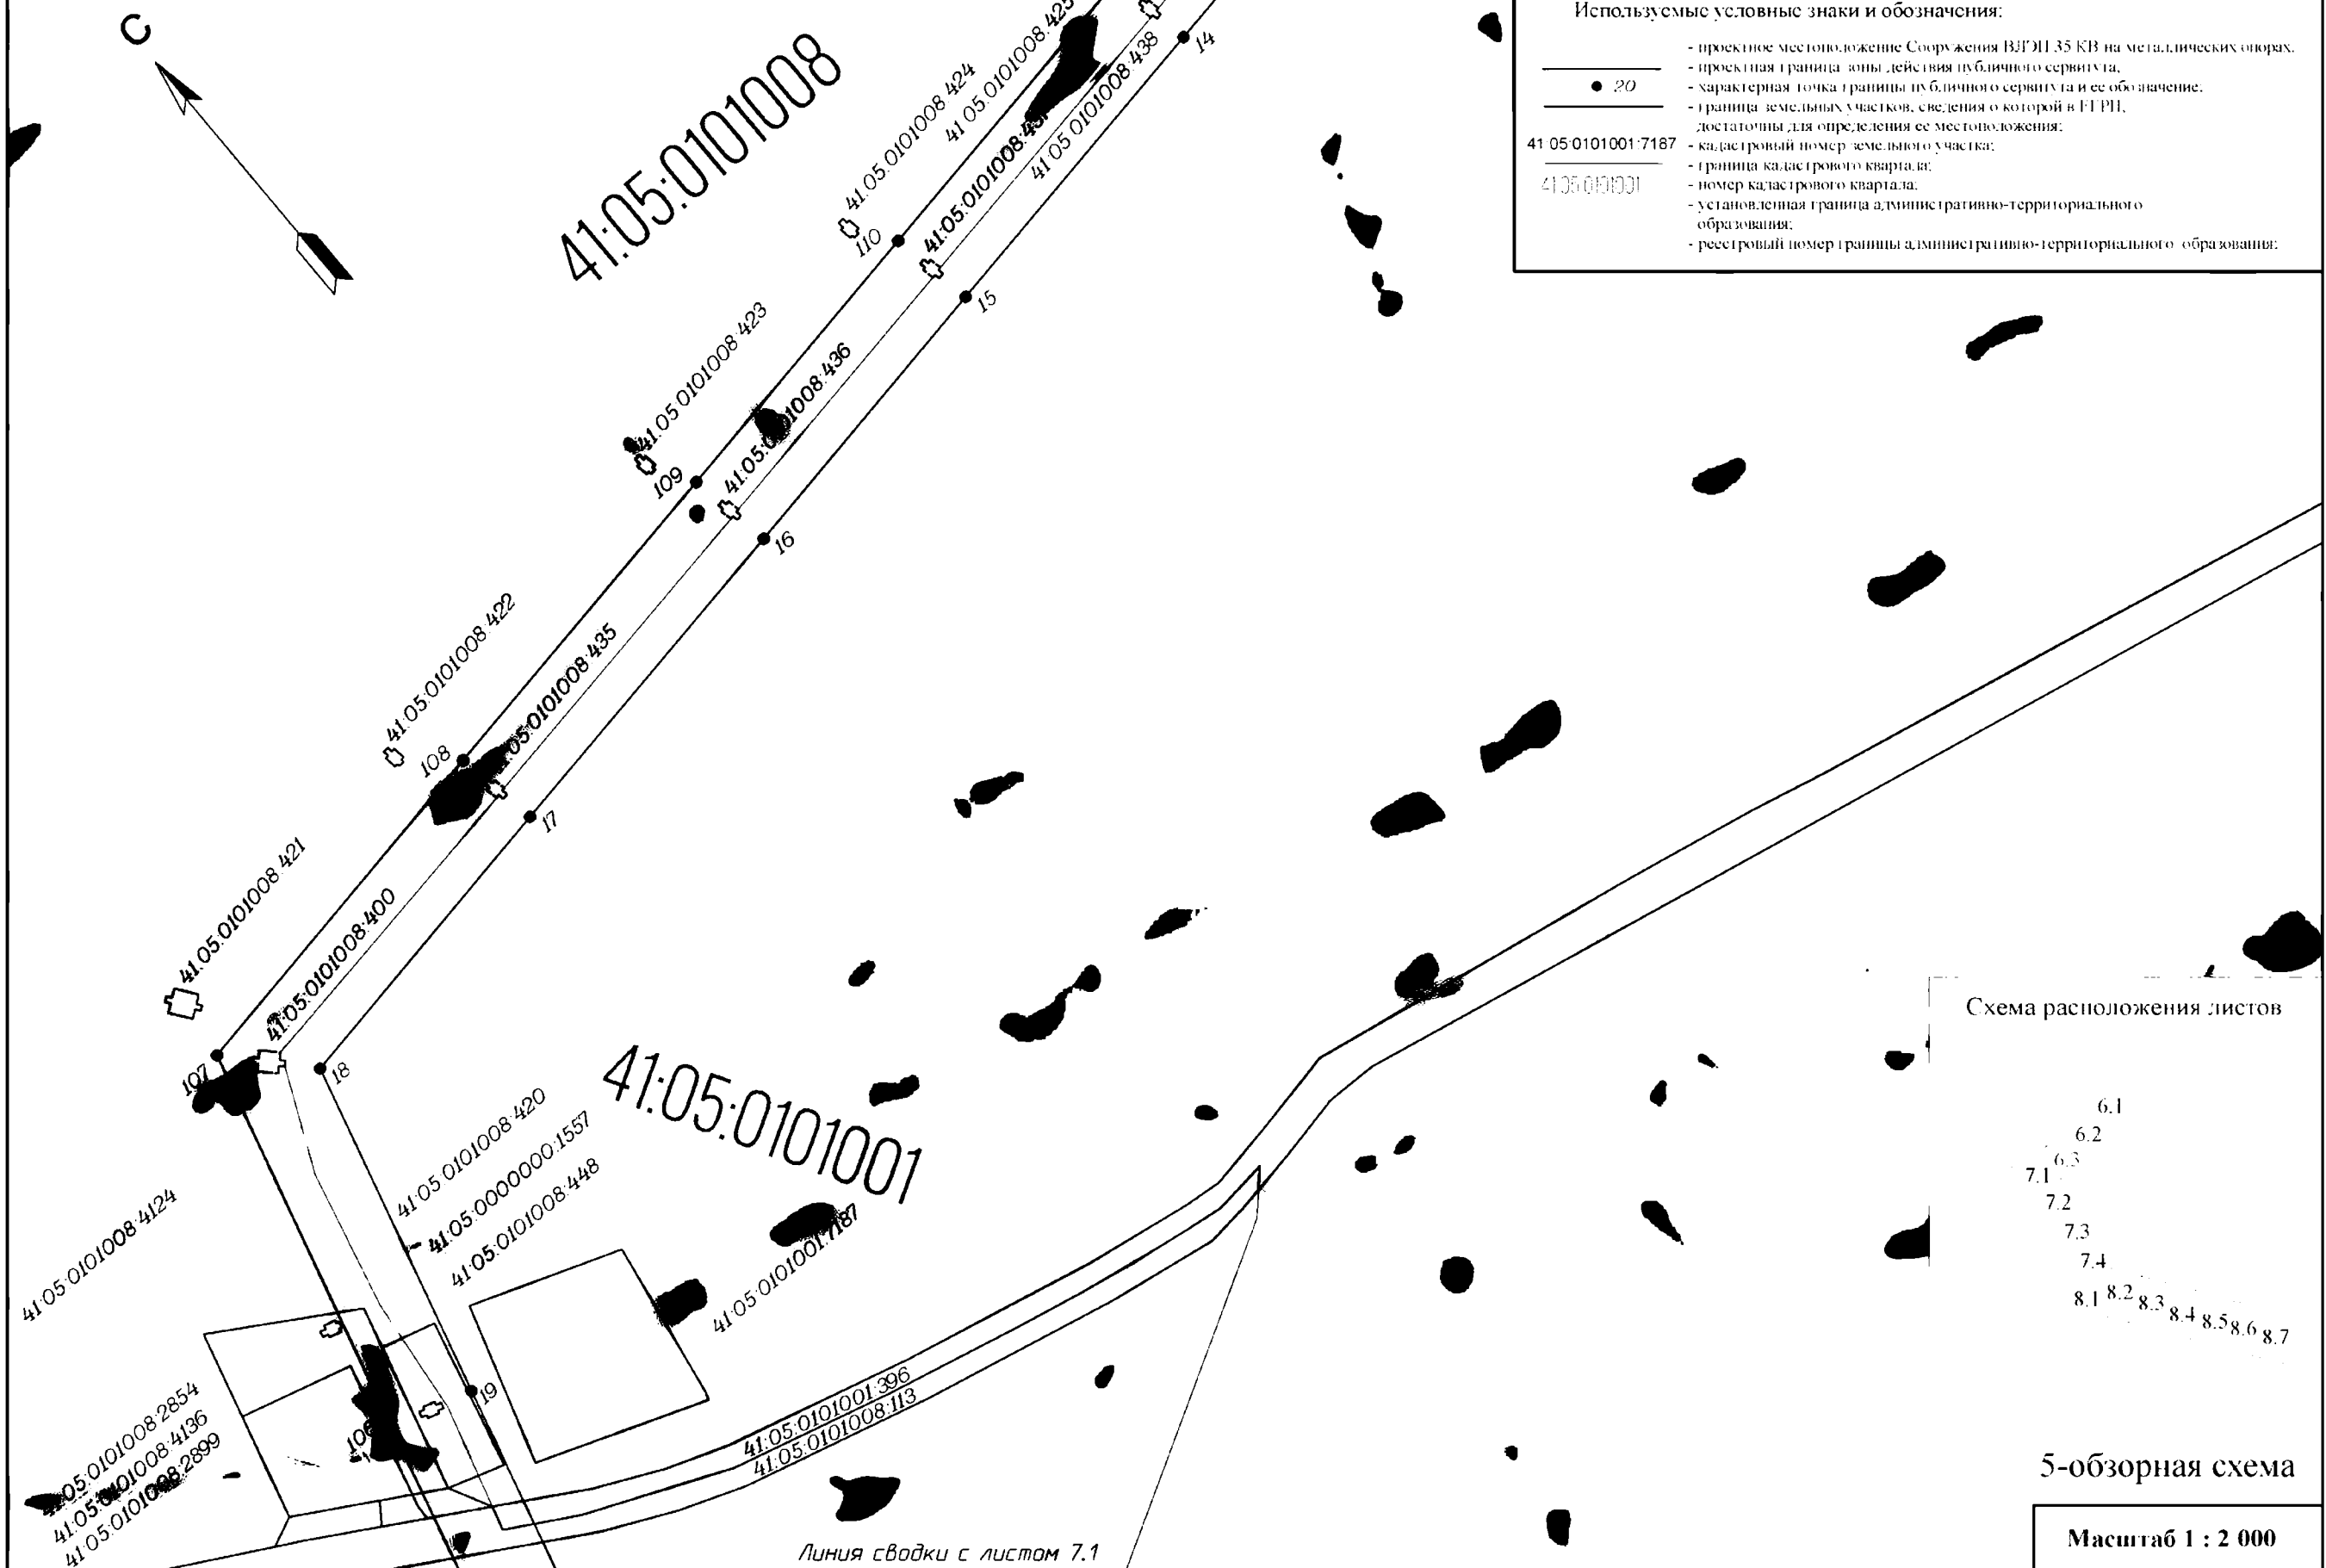 С
Используемые условные знаки и обозначения:
- проектное местоположение Сооружения ВЛЭП 35 КВ на металлических опорах.
- проектная граница зоны действия публичного сервитута,
20 - характерная точка границы публичного сервитута и ее обозначение;
- граница земельных участков, сведения о которой в ЕГРН,
достаточны для определения ее местоположения;
41:05:0101001:7187 - кадастровый номер земельного участка;
- граница кадастрового квартала;
41:05:0101001 - номер кадастрового квартала;
- установленная граница административно-территориального
образования;
- реестровый номер границы административно-территориального образования;
41:05:0101008
41:05:0101008:425
41:05:0101008:424
41:05:0101008:438
14
110
15
41:05:0101008:423
41:05:0101008:436
109
16
41:05:0101008:422
05:0101008:435
108
17
41:05:0101008:421
41:05:0101008:400
107
18
41:05:0101001
41:05:0101008:420
41:05:0000000:1557
41:05:0101008:448
41:05:0101001:7187
41:05:0101008:4124
19
41:05:0101001:396
41:05:0101008:113
05:0101008:2854
41:05:0101008:4136
41:05:0101008:2899
106
Линия сводки с листом 7.1
Схема расположения листов
6.1
6.2
6.3
7.1
7.2
7.3
7.4
8.1 8.2 8.3 8.4 8.5 8.6 8.7
5-обзорная схема
Масштаб 1 : 2 000